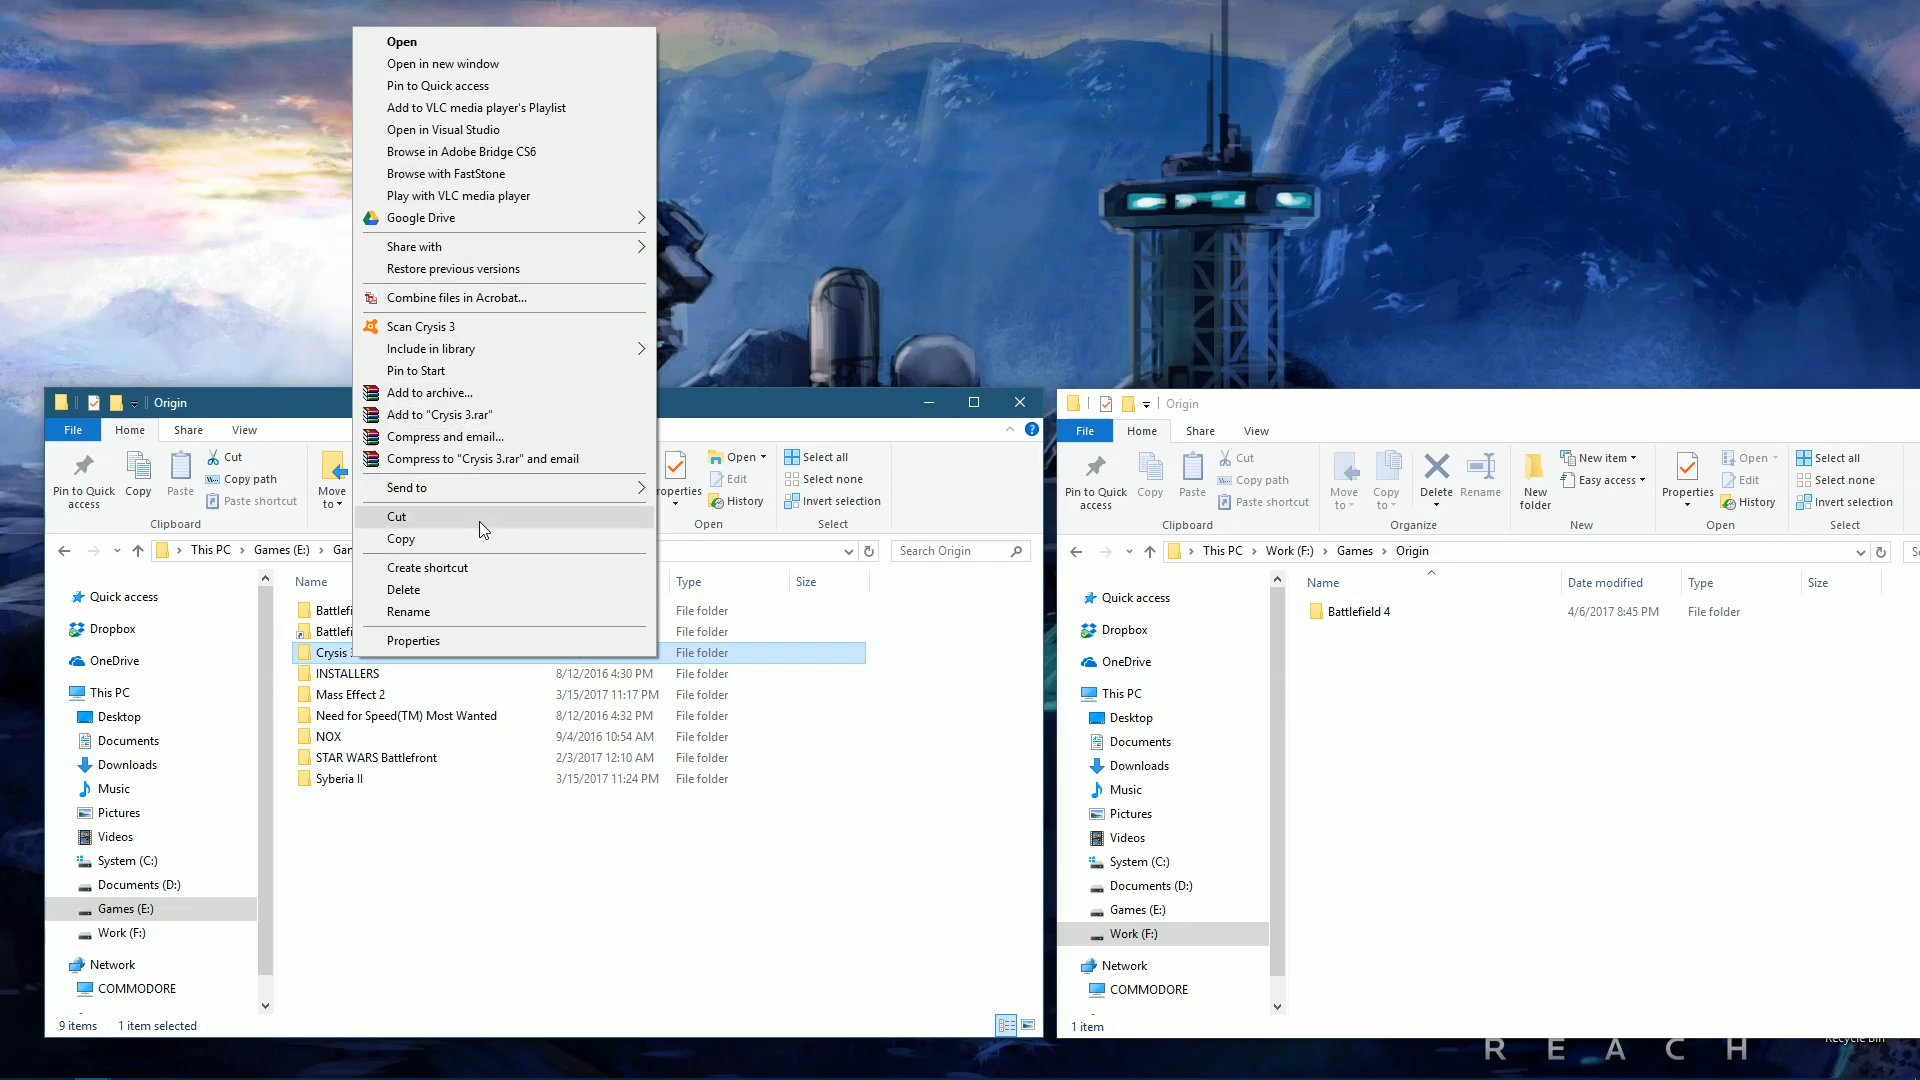 Open
Open in new window
Pin to Quick access
Add to VLC media player's Playlist
Open in Visual Studio
Browse in Adobe Bridge CS6
Browse with FastStone
Play with VLC media player
Google Drive
Share with
Restore previous versions
Combine files in Acrobat...
Scan Crysis 3
Include in library
Pin to Start
Add to archive...
Add to "Crysis 3.rar"
Compress and email...
Compress to "Crysis 3.rar" and email
Send to
Cut
Copy
Create shortcut
Delete
Rename
Properties
Origin
File Home Share View
Pin to Quick access
Copy
Paste
Cut
Copy path
Paste shortcut
Clipboard
Move to
Open
Edit
History
Open
Select all
Select none
Invert selection
Select
This PC Games (E:)
Search Origin
Name Type Size
File folder
File folder
Crysis File folder
INSTALLERS 8/12/2016 4:30 PM File folder
Mass Effect 2 3/15/2017 11:17 PM File folder
Need for Speed(TM) Most Wanted 8/12/2016 4:32 PM File folder
NOX 9/4/2016 10:54 AM File folder
STAR WARS Battlefront 2/3/2017 12:10 AM File folder
Syberia II 3/15/2017 11:24 PM File folder
Quick access
Dropbox
OneDrive
This PC
Desktop
Documents
Downloads
Music
Pictures
Videos
System (C:)
Documents (D:)
Games (E:)
Work (F:)
Network
COMMODORE
9 items 1 item selected
Origin
File Home Share View
Pin to Quick access
Copy
Paste
Cut
Copy path
Paste shortcut
Clipboard
Move to
Copy to
Delete
Rename
Organize
New folder
New item
Easy access
New
Properties
Open
Edit
History
Open
Select all
Select none
Invert selection
Select
This PC Work (F:) Games Origin
Name Date modified Type Size
Battlefield 4 4/6/2017 8:45 PM File folder
Quick access
Dropbox
OneDrive
This PC
Desktop
Documents
Downloads
Music
Pictures
Videos
System (C:)
Documents (D:)
Games (E:)
Work (F:)
Network
COMMODORE
1 item
Recycle Bin
REACH